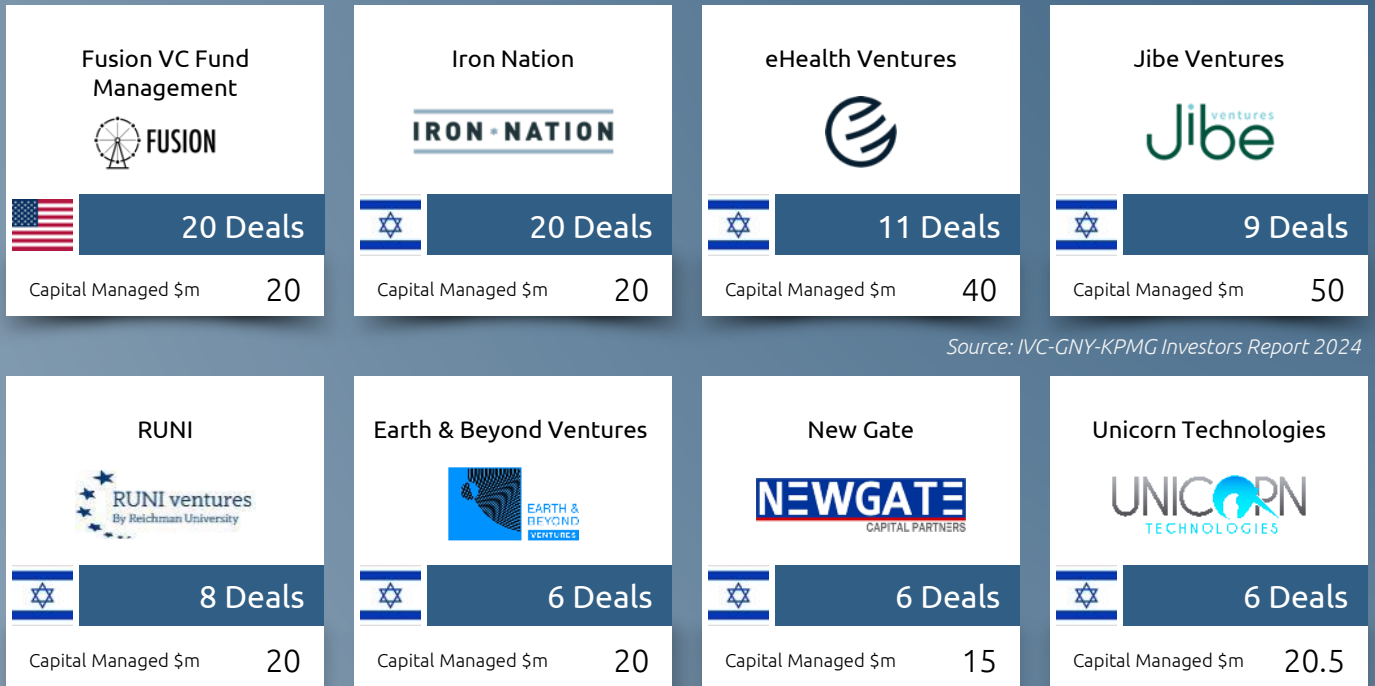 Fusion VC Fund
Management
FUSION
20 Deals
Capital Managed $m 20
Iron Nation
IRON NATION
20 Deals
Capital Managed $m 20
eHealth Ventures
11 Deals
Capital Managed $m 40
Jibe Ventures
ventures
Jibe
9 Deals
Capital Managed $m 50
Source: IVC-GNY-KPMG Investors Report 2024
RUNI
RUNI ventures
By Reichman University
8 Deals
Capital Managed $m 20
Earth & Beyond Ventures
EARTH &
BEYOND
VENTURES
6 Deals
Capital Managed $m 20
New Gate
NEWGATE
CAPITAL PARTNERS
6 Deals
Capital Managed $m 15
Unicorn Technologies
UNICORN
TECHNOLOGIES
6 Deals
Capital Managed $m 20.5